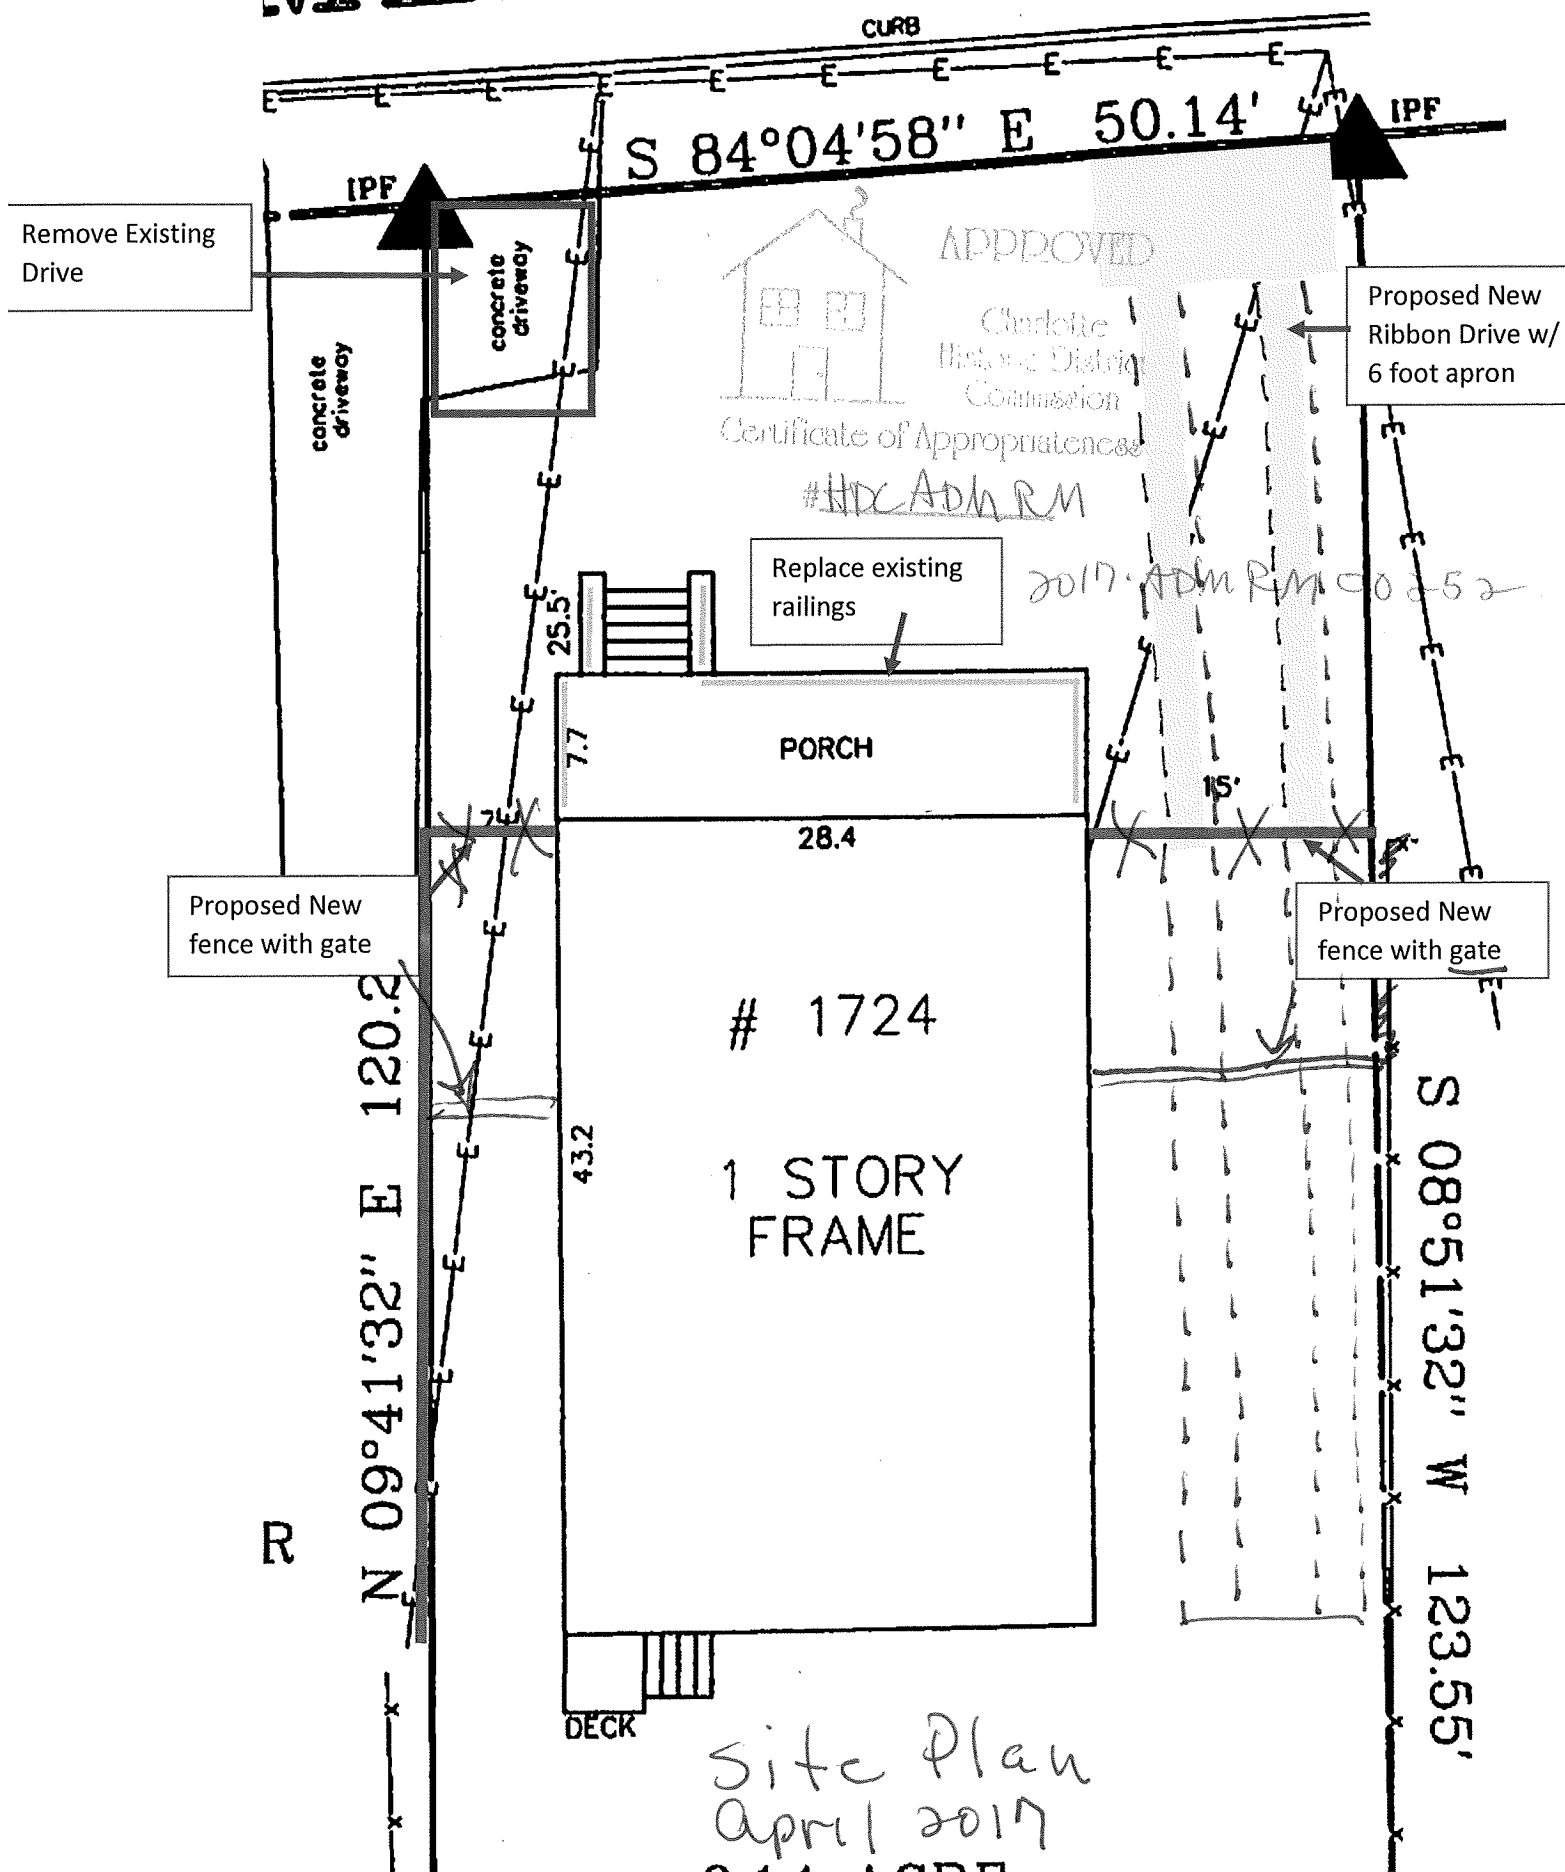 CURB
S 84°04'58" E 50.14'
IPF
IPF
Remove Existing
Drive
concrete
driveway
concrete
driveway
APPROVED
Charlotte
Historic District
Commission
Certificate of Appropriateness
#HDCADMRM
2017-ADMRM-00252
Proposed New
Ribbon Drive w/
6 foot apron
Replace existing
railings
25.5'
7.7
PORCH
15'
28.4
Proposed New
fence with gate
Proposed New
fence with gate
# 1724
1 STORY
FRAME
43.2
N 09°41'32" E 120.2
S 08°51'32" W 123.55'
R
DECK
Site Plan
April 2017